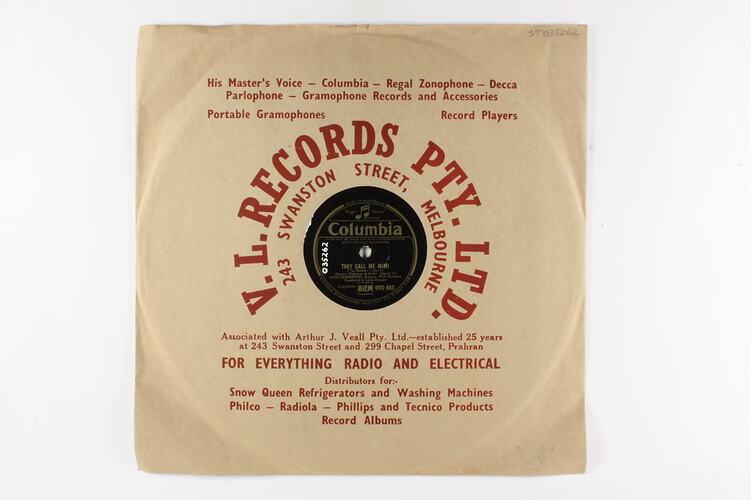 ST035262
His Master's Voice – Columbia – Regal Zonophone – Decca
Parlophone – Gramophone Records and Accessories
Portable Gramophones Record Players
V.L. RECORDS PTY. LTD.
243 SWANSTON STREET, MELBOURNE
Columbia
035262
THEY CALL ME MIMI
DOX-693
Associated with Arthur J. Veall Pty. Ltd.—established 25 years
at 243 Swanston Street and 299 Chapel Street, Prahran
FOR EVERYTHING RADIO AND ELECTRICAL
Distributors for:-
Snow Queen Refrigerators and Washing Machines
Philco – Radiola – Phillips and Tecnico Products
Record Albums